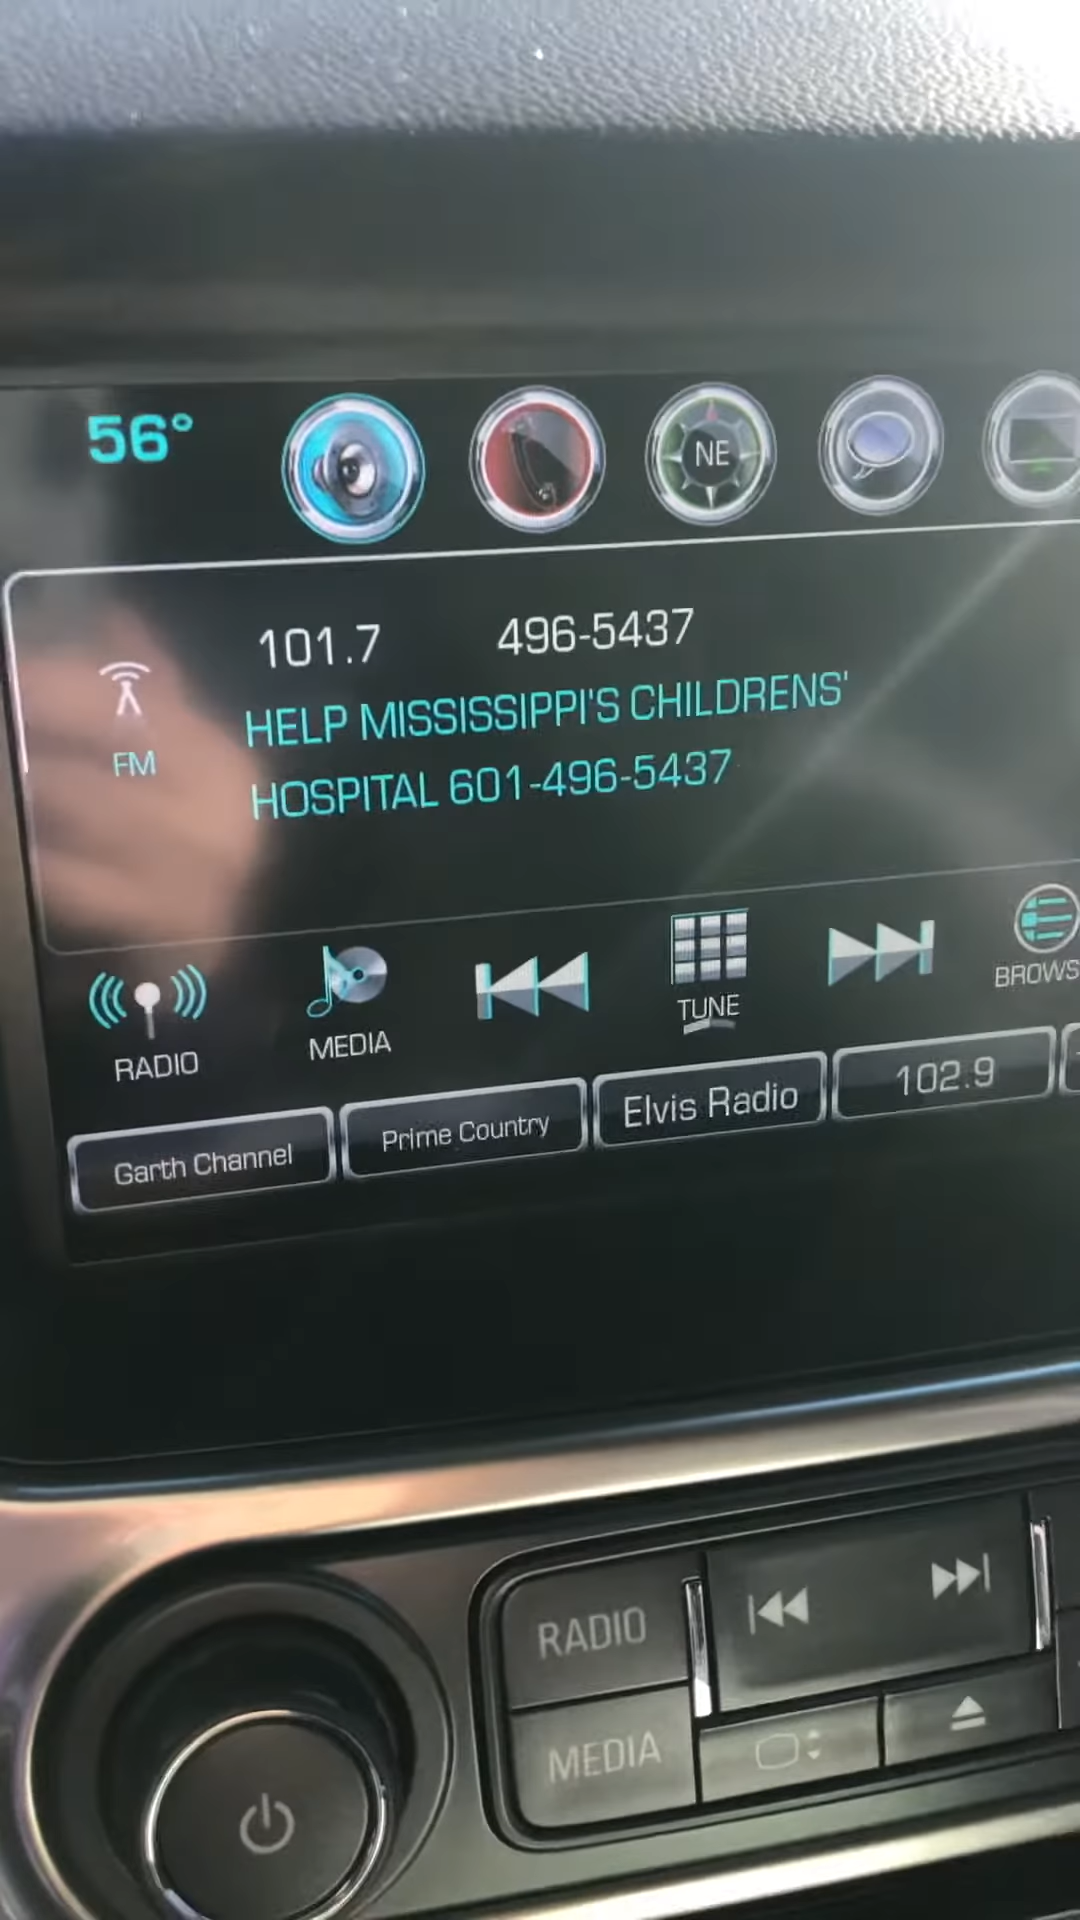 56°
NE
101.7 496-5437
HELP MISSISSIPPI'S CHILDRENS'
HOSPITAL 601-496-5437
FM
RADIO
MEDIA
TUNE
BROWS
Garth Channel
Prime Country
Elvis Radio
102.9
RADIO
MEDIA